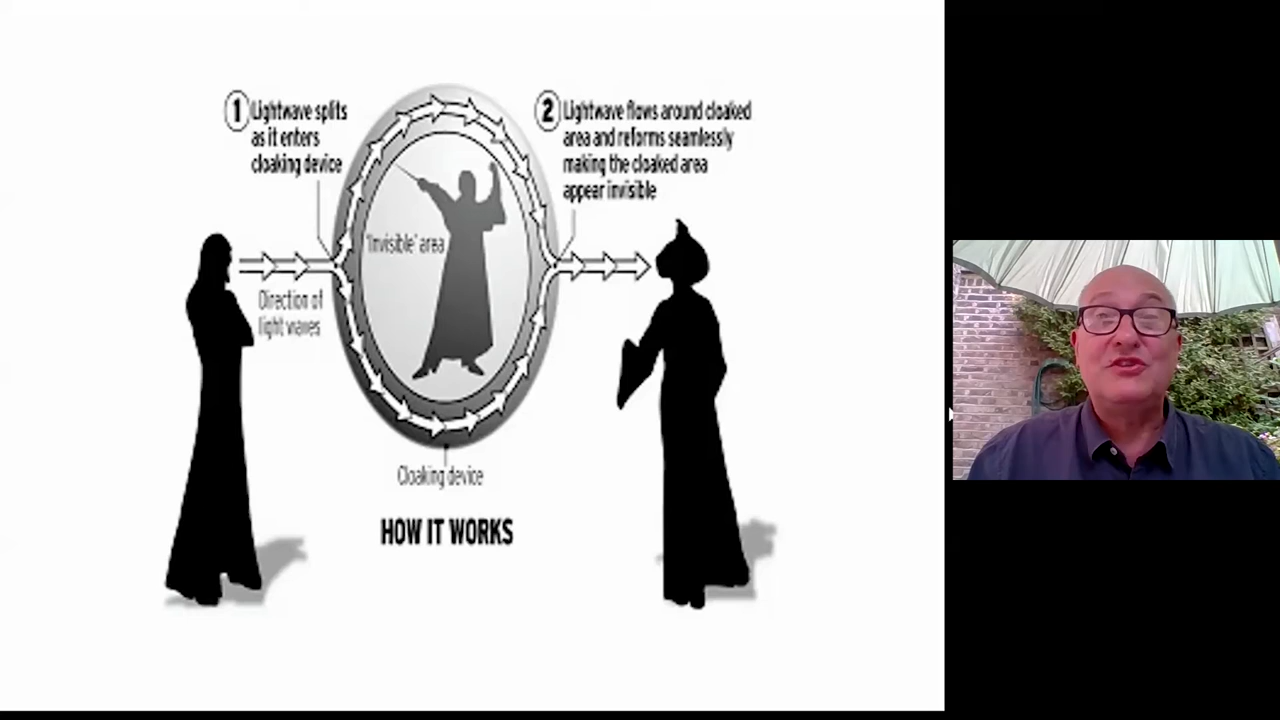 1
Lightwave splits
as it enters
cloaking device
2
Lightwave flows around cloaked
area and reforms seamlessly
making the cloaked area
appear invisible
'Invisible' area
Direction of
light waves
Cloaking device
HOW IT WORKS